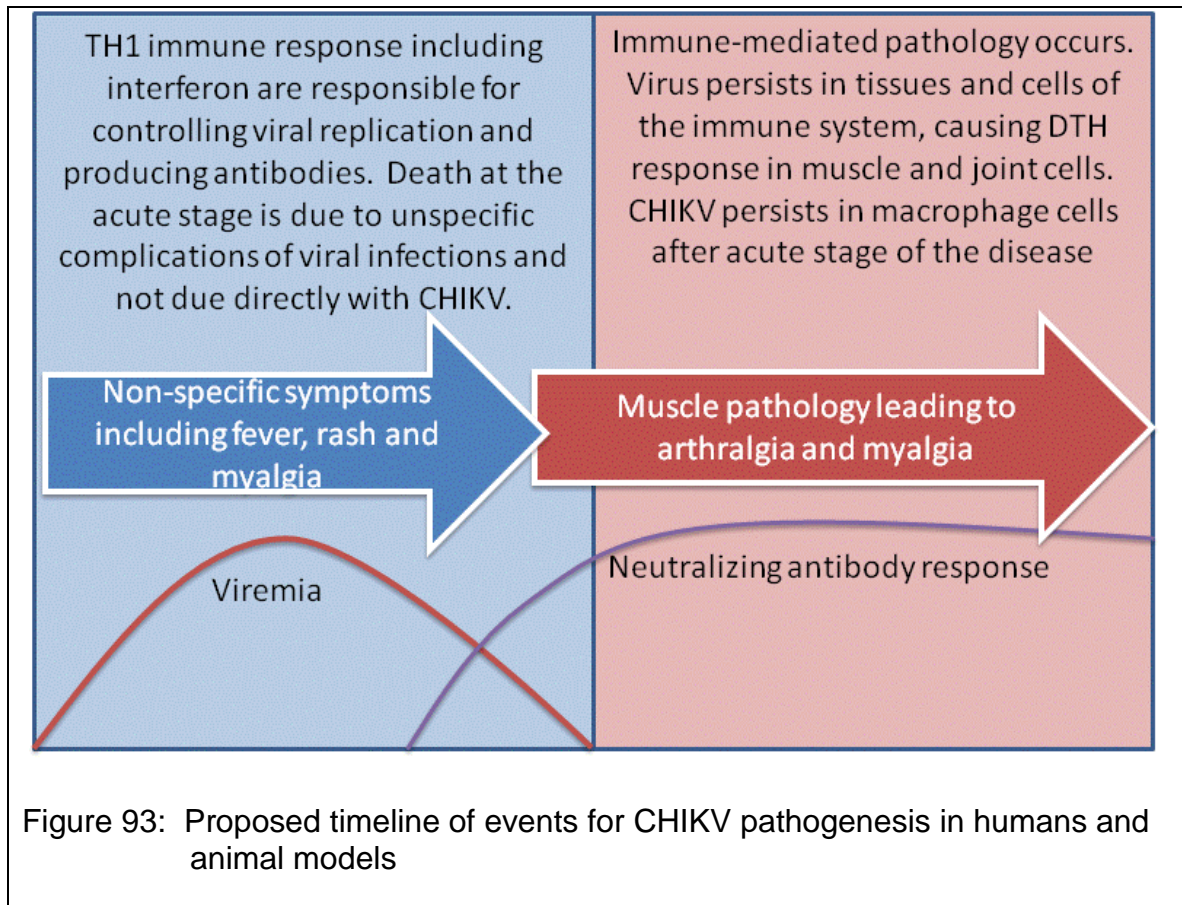 TH1 immune response including
interferon are responsible for
controlling viral replication and
producing antibodies.  Death at the
acute stage is due to unspecific
complications of viral infections and
not due directly with CHIKV.
Immune-mediated pathology occurs.
Virus persists in tissues and cells of
the immune system, causing DTH
response in muscle and joint cells.
CHIKV persists in macrophage cells
after acute stage of the disease
Non-specific symptoms
including fever, rash and
myalgia
Muscle pathology leading to
arthralgia and myalgia
Viremia
Neutralizing antibody response
Figure 93:  Proposed timeline of events for CHIKV pathogenesis in humans and
animal models